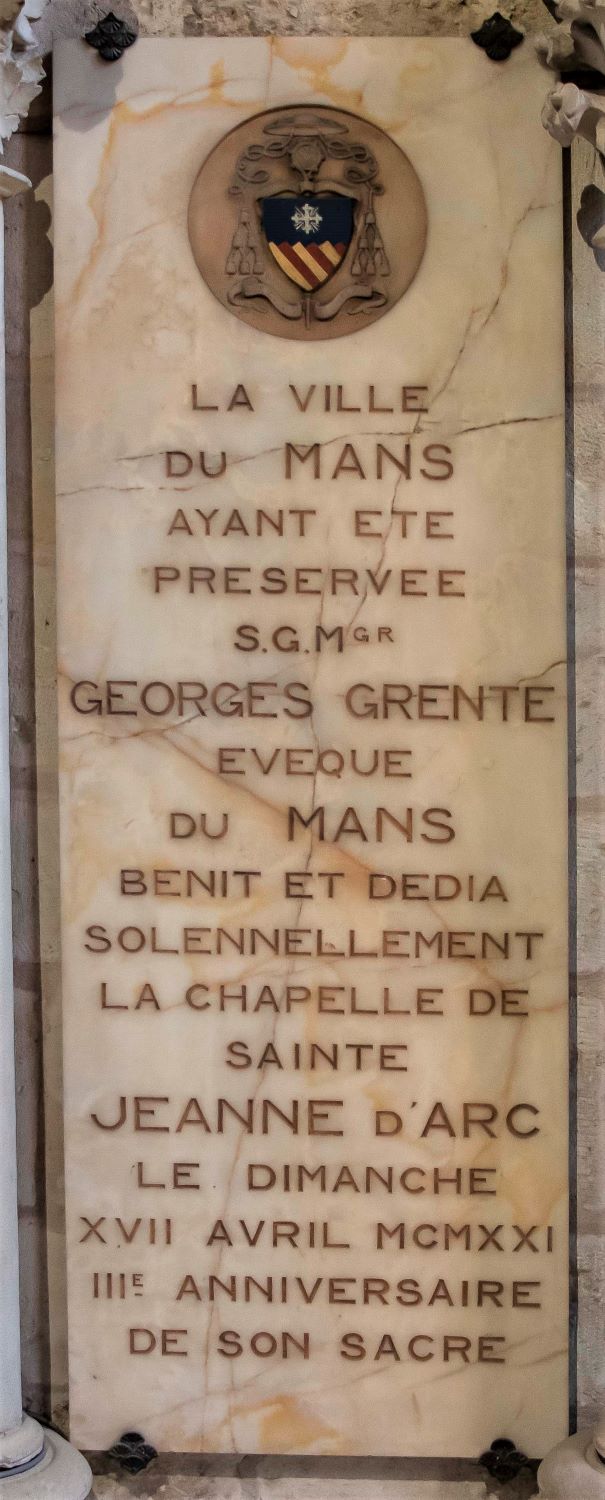 LA VILLE
DU MANS
AYANT ETE
PRESERVEE
S.G.MGR
GEORGES GRENTE
EVEQUE
DU MANS
BENIT ET DEDIA
SOLENNELLEMENT
LA CHAPELLE DE
SAINTE
JEANNE D'ARC
LE DIMANCHE
XVII AVRIL MCMXXI
IIIE ANNIVERSAIRE
DE SON SACRE